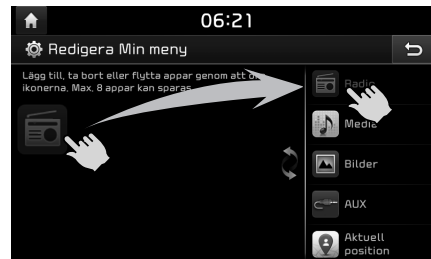 06:21
Redigera Min meny
Lägg till, ta bort eller flytta appar genom att
ikonerna. Max. 8 appar kan sparas.
Radio
Media
Bilder
AUX
Aktuell
position